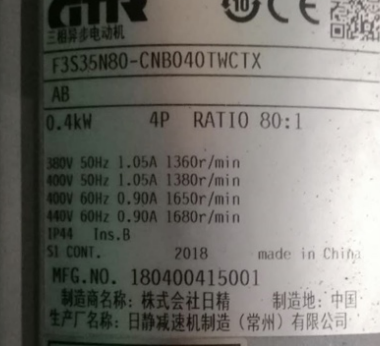 GTR
10 CE
三相异步电动机
F3S35N80-CNB040TWCTX
AB
0.4kW 4P RATIO 80:1
380V 50Hz 1.05A 1360r/min
400V 50Hz 1.05A 1380r/min
400V 60Hz 0.90A 1650r/min
440V 60Hz 0.90A 1680r/min
IP44 Ins.B
SI CONT. 2018 made in China
MFG.NO. 180400415001
制造商名称: 株式会社日精 制造地: 中国
生产厂名称: 日静减速机制造（常州）有限公司